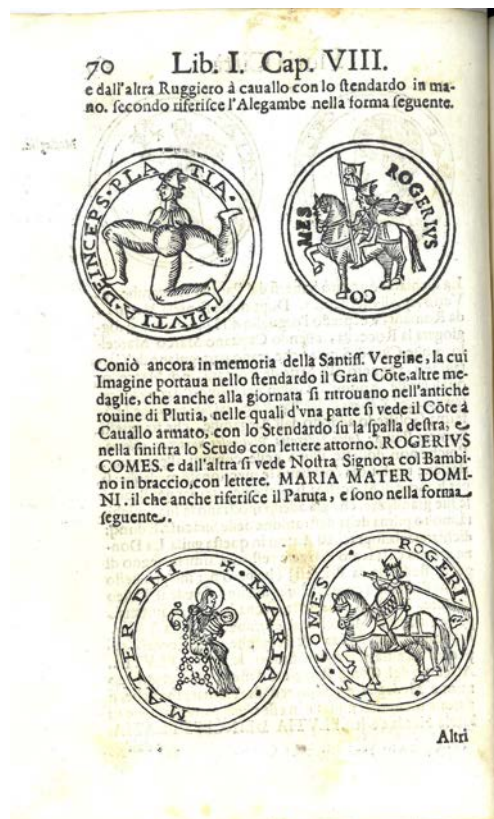 70 Lib. I. Cap. VIII.
e dall'altra Ruggiero à cauallo con lo ſtendardo in ma-
no. ſecondo riferiſce l'Alegambe nella forma ſeguente.
PLVTIA · DEINCEPS · PLATIA ·
ROGERIVS
CO
MES
Coniò ancora in memoria della Santiſſ. Vergine, la cui
Imagine portaua nello ſtendardo il Gran Cõte, altre me-
daglie, che anche alla giornata ſi ritrouano nell'antiche
rouine di Plutia, nelle quali d'vna parte ſi vede il Cõte à
Cauallo armato, con lo Stendardo ſu la ſpalla deſtra, e
nella ſiniſtra lo Scudo con lettere attorno. ROGERIVS
COMES. e dall'altra ſi vede Noſtra Signora col Bambi-
no in braccio, con lettere. MARIA MATER DOMI-
NI. il che anche riferiſce il Paruta, e ſono nella forma
ſeguente.
✠ · MARIA · MATER DNI
ROGERI
VS · COMES ·
Altri